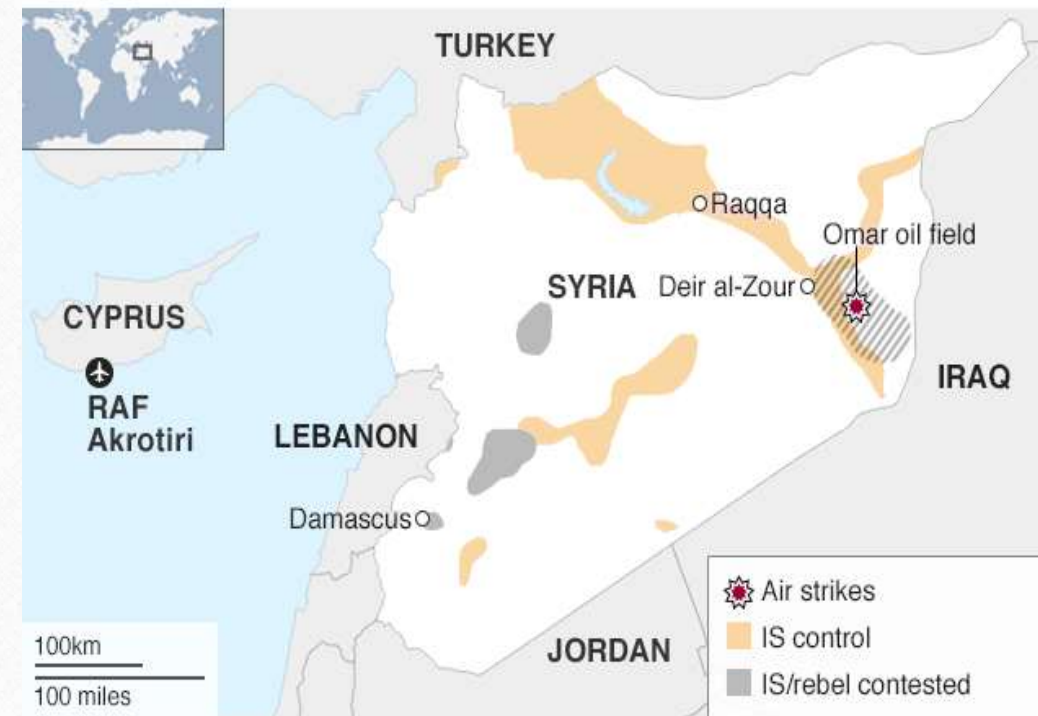 TURKEY
Raqqa
Omar oil field
SYRIA
Deir al-Zour
CYPRUS
IRAQ
RAF
Akrotiri
LEBANON
Damascus
JORDAN
Air strikes
IS control
IS/rebel contested
100km
100 miles